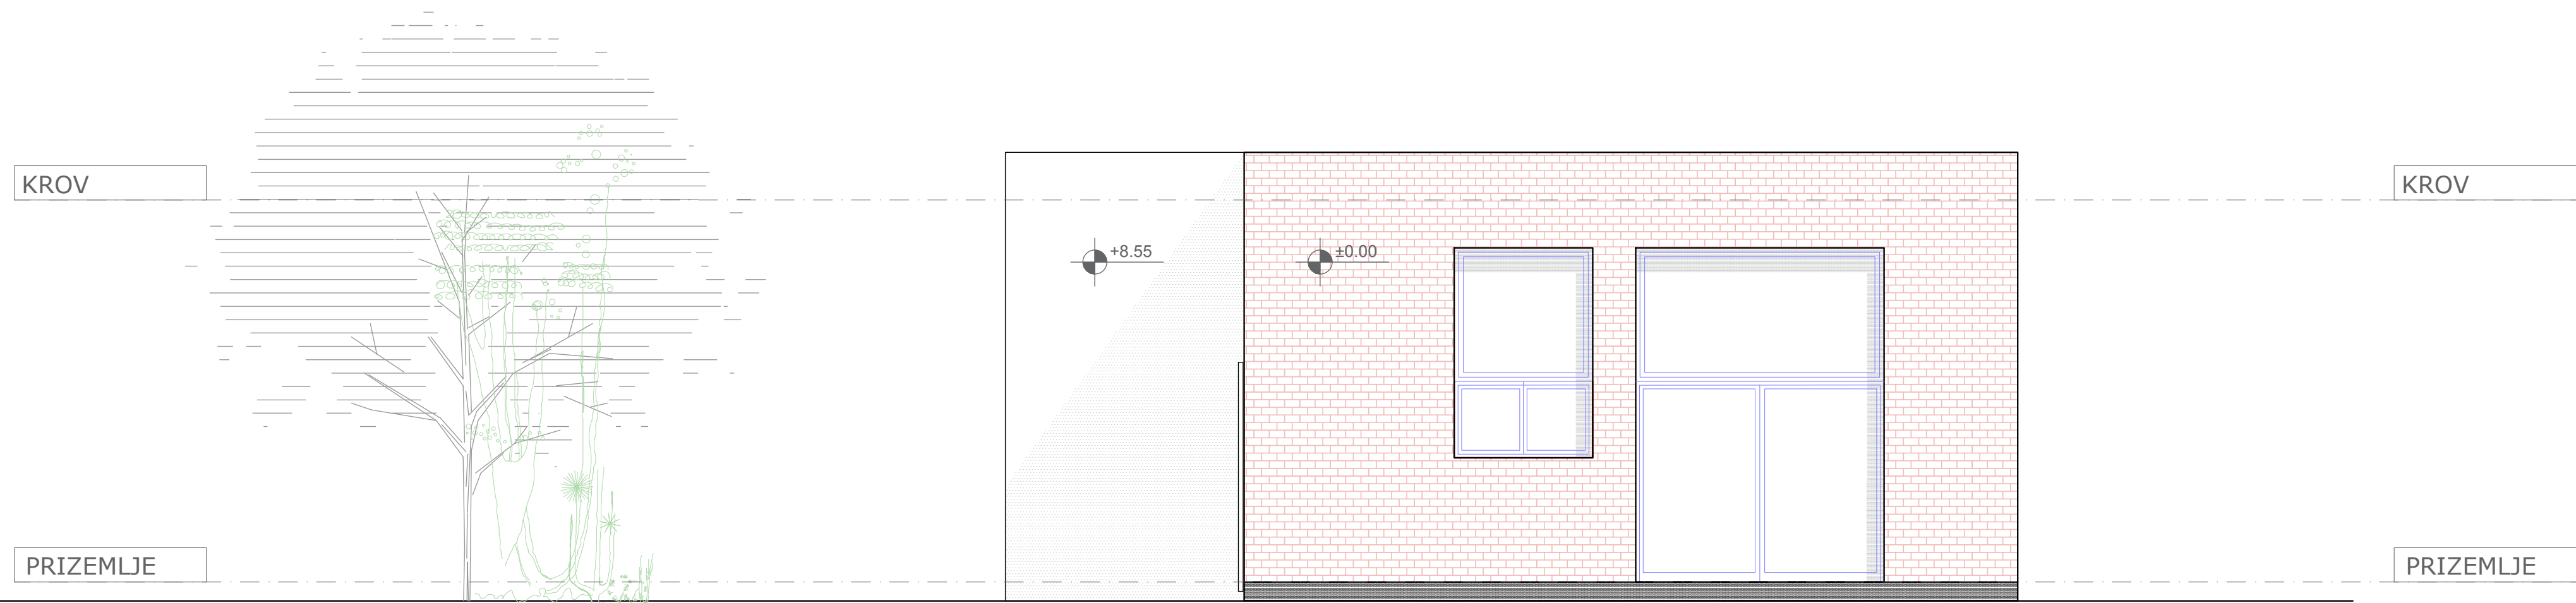 KROV
KROV
+8.55
±0.00
PRIZEMLJE
PRIZEMLJE